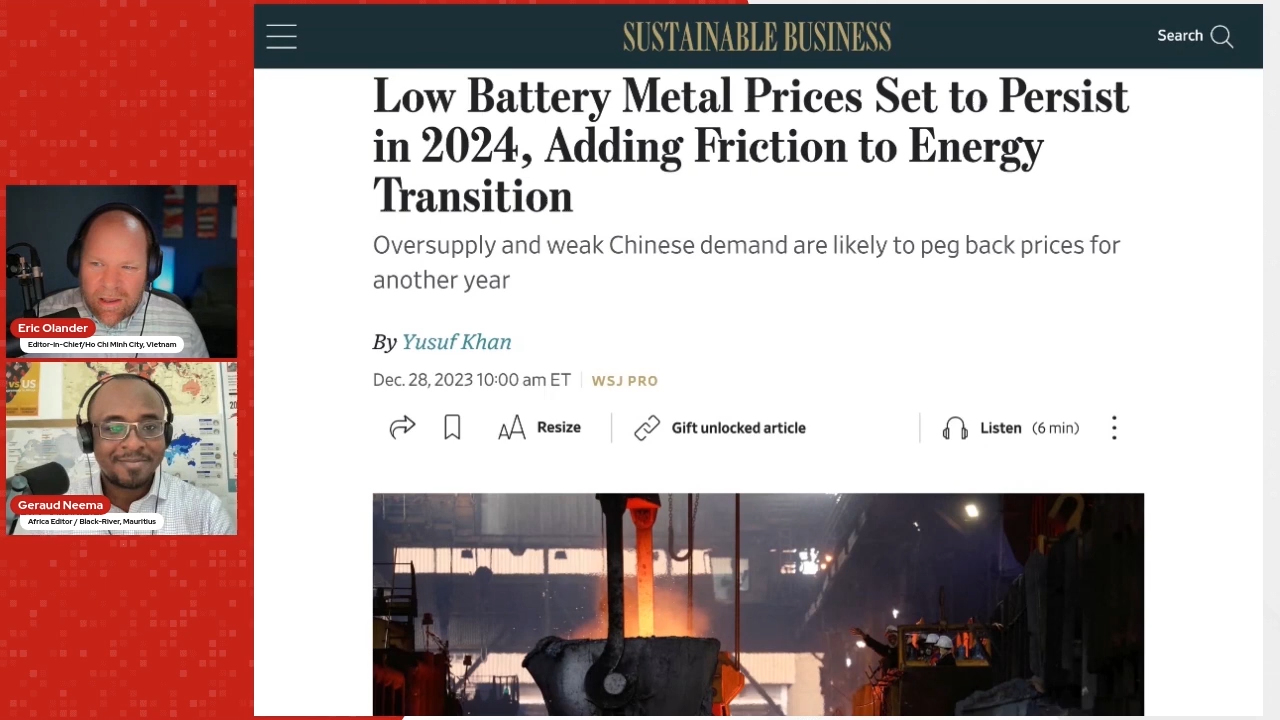 SUSTAINABLE BUSINESS
Search
Low Battery Metal Prices Set to Persist
in 2024, Adding Friction to Energy
Transition
Oversupply and weak Chinese demand are likely to peg back prices for
another year
By Yusuf Khan
Dec. 28, 2023 10:00 am ET
WSJ PRO
AA Resize
Gift unlocked article
Listen (6 min)
Eric Olander
Editor-in-Chief/Ho Chi Minh City, Vietnam
vs US
Geraud Neema
Africa Editor / Black-River, Mauritius